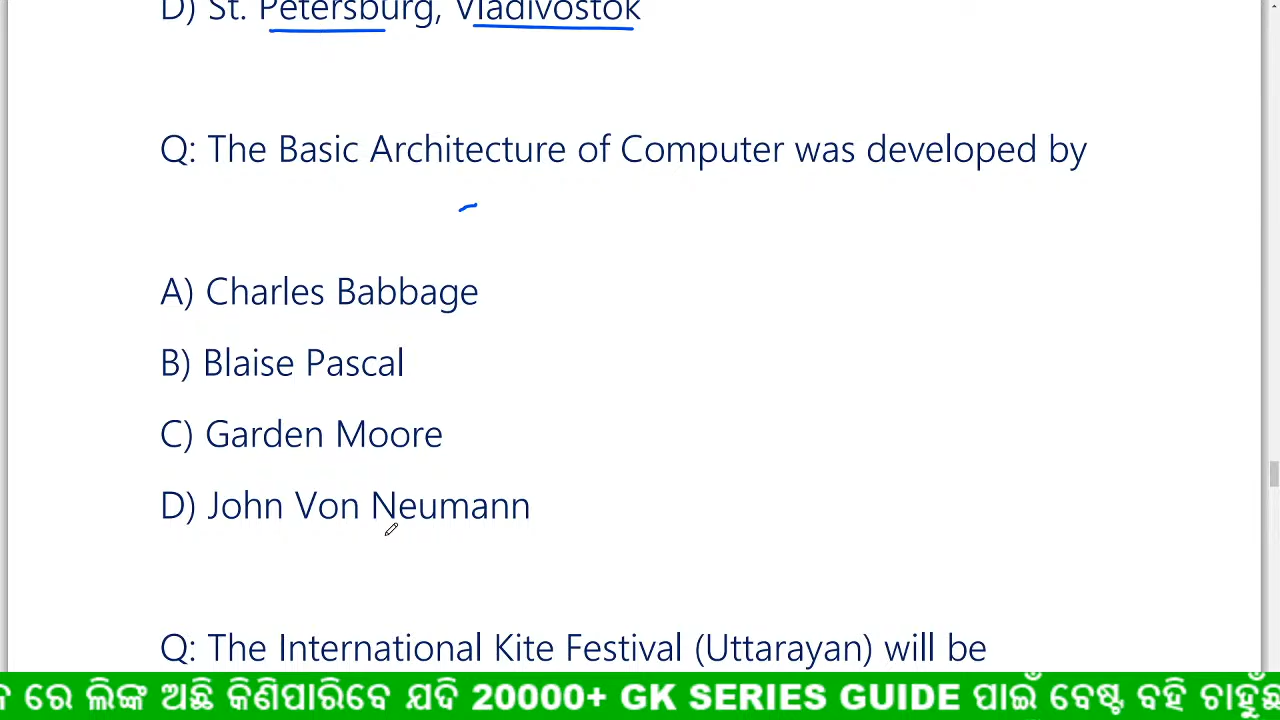 D) St. Petersburg, Vladivostok
Q: The Basic Architecture of Computer was developed by
A) Charles Babbage
B) Blaise Pascal
C) Garden Moore
D) John Von Neumann
Q: The International Kite Festival (Uttarayan) will be
ରେ ଲିଙ୍କ ଅଛି କିଣିପାରିବେ ଯଦି 20000+ GK SERIES GUIDE ପାଇଁ ବେଷ୍ଟ ବହି ଚାହୁଁଛ